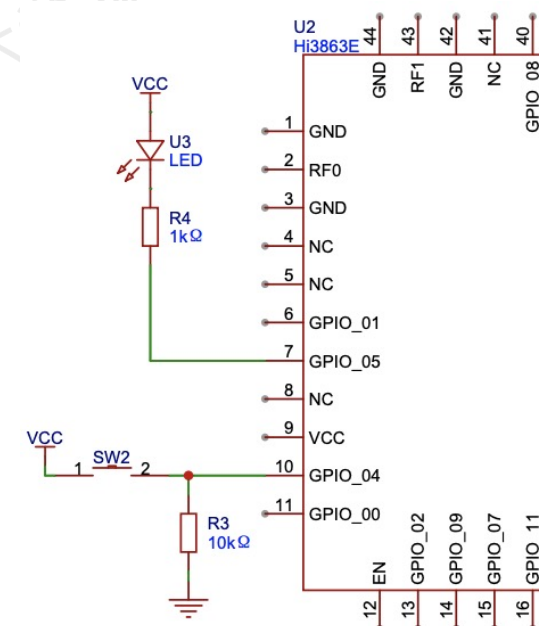 U2
Hi3863E
44
43
42
41
40
GND
RF1
GND
NC
GPIO_08
VCC
U3
LED
R4
1kΩ
1 GND
2 RF0
3 GND
4 NC
5 NC
6 GPIO_01
7 GPIO_05
8 NC
9 VCC
10 GPIO_04
11 GPIO_00
VCC
1 SW2 2
R3
10kΩ
EN
GPIO_02
GPIO_09
GPIO_07
GPIO_11
12
13
14
15
16